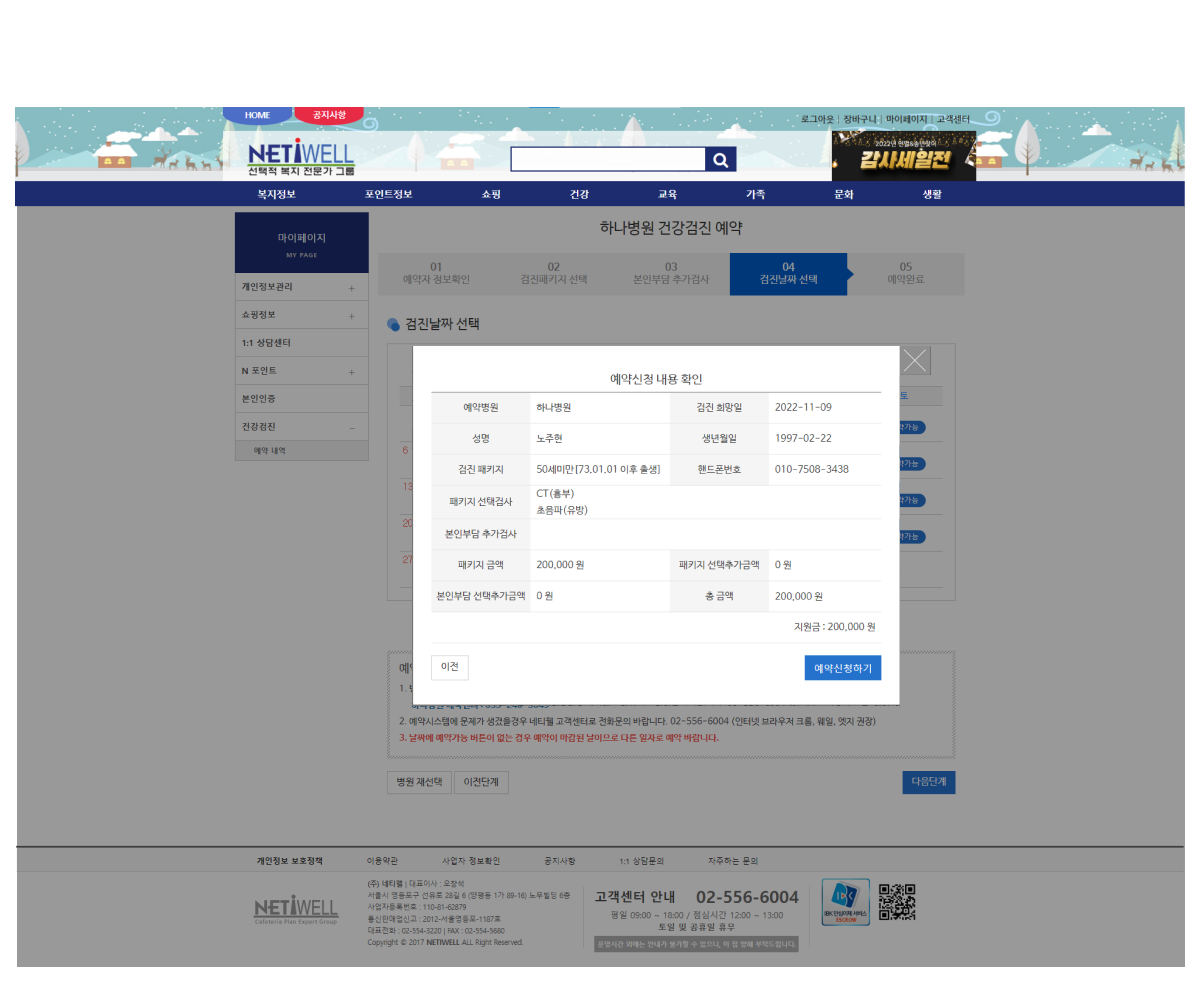 HOME 공지사항
로그아웃 | 장바구니 | 마이페이지 | 고객센터
NETiWELL
선택적 복지 전문가 그룹
감사세일전
복지정보 포인트정보 쇼핑 건강 교육 가족 문화 생활
마이페이지
MY PAGE
개인정보관리 +
쇼핑정보 +
1:1 상담센터
N 포인트 +
본인인증
건강검진 −
예약 내역
하나병원 건강검진 예약
01 예약자 정보확인
02 검진패키지 선택
03 본인부담 추가검사
04 검진날짜 선택
05 예약완료
검진날짜 선택
토
6
13
20
27
예약신청 내용 확인
예약병원 하나병원 검진 희망일 2022-11-09
성명 노주현 생년월일 1997-02-22
검진 패키지 50세미만 [73.01.01 이후 출생] 핸드폰번호 010-7508-3438
패키지 선택검사 CT (흉부)
초음파 (유방)
본인부담 추가검사
패키지 금액 200,000 원 패키지 선택추가금액 0 원
본인부담 선택추가금액 0 원 총 금액 200,000 원
지원금 : 200,000 원
이전 예약신청하기
2. 예약시스템에 문제가 생겼을경우 네티웰 고객센터로 전화문의 바랍니다. 02-556-6004 (인터넷 브라우저 크롬, 웨일, 엣지 권장)
3. 날짜에 예약가능 버튼이 없는 경우 예약이 마감된 날이므로 다른 일자로 예약 바랍니다.
병원 재선택 이전단계 다음단계
개인정보 보호정책 이용약관 사업자 정보확인 공지사항 1:1 상담문의 자주하는 문의
NETiWELL
Cafeteria Plan Expert Group
(주) 네티웰 | 대표이사 : 오창석
서울시 영등포구 선유로 28길 6 (양평동 1가 89-16) 노무빌딩 6층
사업자등록번호 : 110-81-62879
통신판매업신고 : 2012-서울영등포-1187호
대표전화 : 02-554-3220 | FAX : 02-554-5680
Copyright © 2017 NETIWELL ALL Right Reserved.
고객센터 안내 02-556-6004
평일 09:00 ~ 18:00 / 점심시간 12:00 ~ 13:00
토일 및 공휴일 휴무
운영시간 외에는 안내가 불가할 수 있으니, 이 점 양해 부탁드립니다.